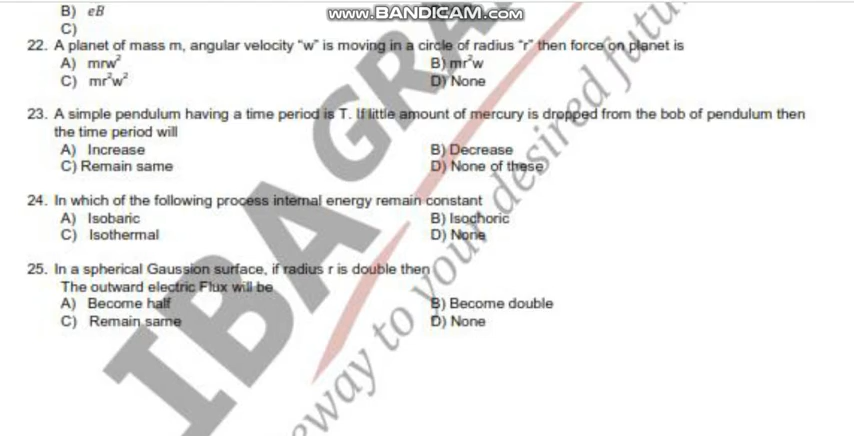 www.BANDICAM.com
B) eB
C)
22. A planet of mass m, angular velocity "w" is moving in a circle of radius "r" then force on planet is
A) mrw²
B) mr²w
C) mr²w²
D) None
23. A simple pendulum having a time period is T. If little amount of mercury is dropped from the bob of pendulum then
the time period will
A) Increase
B) Decrease
C) Remain same
D) None of these
24. In which of the following process internal energy remain constant
A) Isobaric
B) Isochoric
C) Isothermal
D) None
25. In a spherical Gaussion surface, if radius r is double then
The outward electric Flux will be
A) Become half
B) Become double
C) Remain same
D) None
IBA GRA
eway to your desired futu